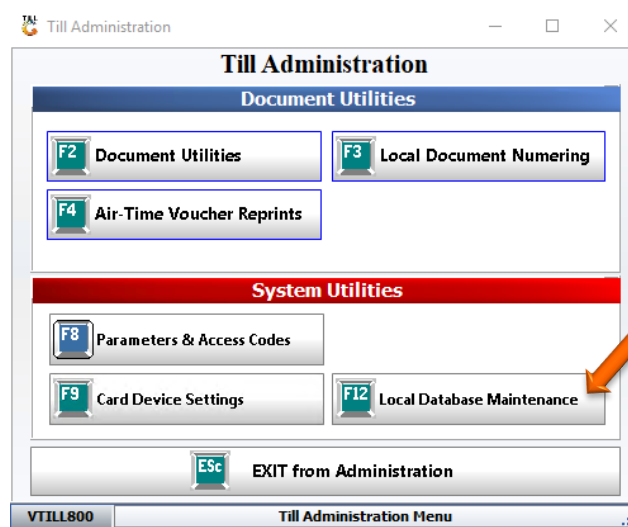 Till Administration
Till Administration
Document Utilities
F2 Document Utilities
F3 Local Document Numering
F4 Air-Time Voucher Reprints
System Utilities
F8 Parameters & Access Codes
F9 Card Device Settings
F12 Local Database Maintenance
ESc EXIT from Administration
VTILL800
Till Administration Menu